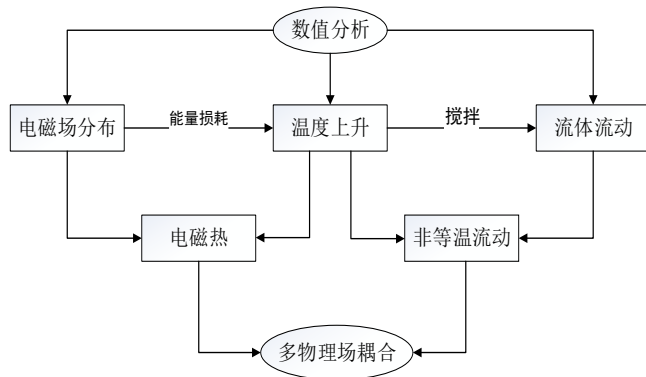 数值分析
电磁场分布
能量损耗
温度上升
搅拌
流体流动
电磁热
非等温流动
多物理场耦合